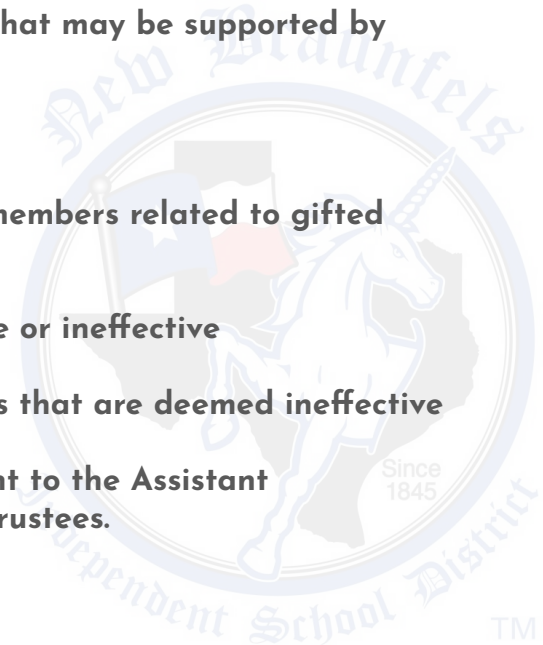 hat may be supported by
New Braunfels
members related to gifted
e or ineffective
s that are deemed ineffective
nt to the Assistant
rustees.
Since
1845
Independent School District
TM